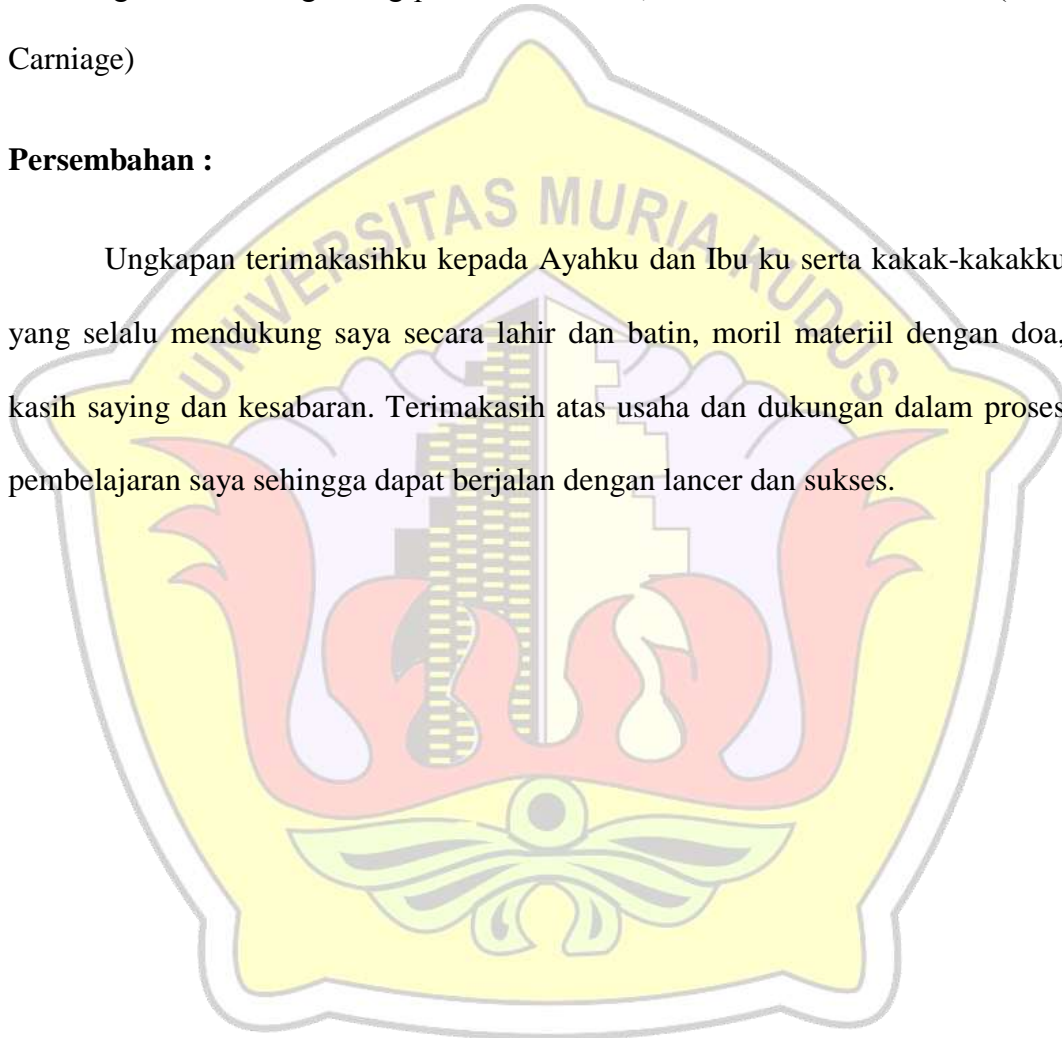 Carniage)
Persembahan :
UNIVERSITAS MURIA KUDUS
Ungkapan terimakasihku kepada Ayahku dan Ibu ku serta kakak-kakakku
yang selalu mendukung saya secara lahir dan batin, moril materiil dengan doa,
kasih saying dan kesabaran. Terimakasih atas usaha dan dukungan dalam proses
pembelajaran saya sehingga dapat berjalan dengan lancer dan sukses.